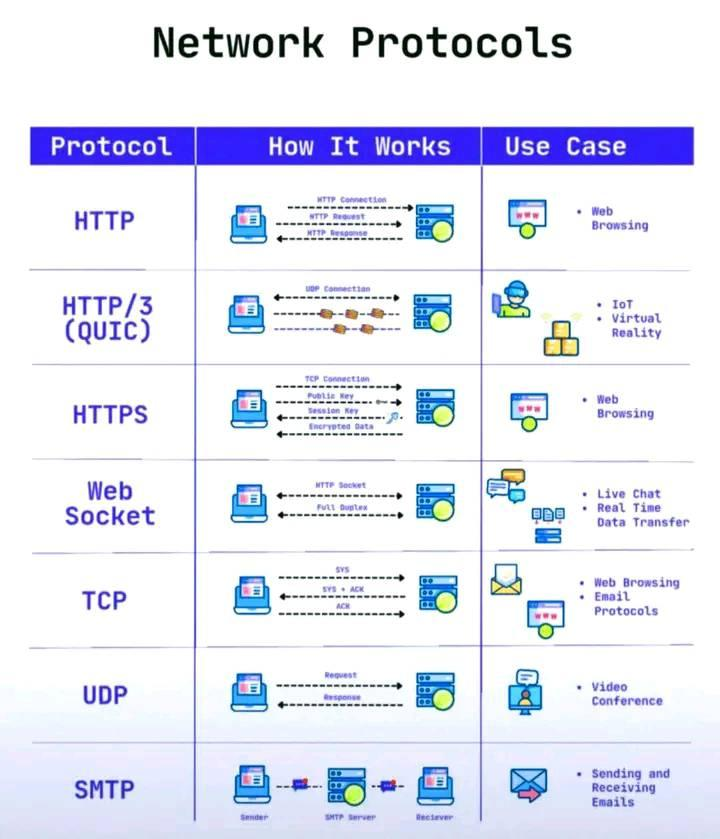 Network Protocols
Protocol How It Works Use Case
HTTP
HTTP Connection
HTTP Request
HTTP Response
www
• Web
Browsing
HTTP/3
(QUIC)
UDP Connection
• IoT
• Virtual
Reality
HTTPS
TCP Connection
Public Key
Session Key
Encrypted Data
www
• Web
Browsing
Web
Socket
HTTP Socket
Full Duplex
• Live Chat
• Real Time
Data Transfer
TCP
SYS
SYS + ACK
ACK
www
• Web Browsing
• Email
Protocols
UDP
Request
Response
• Video
Conference
SMTP
Sender
SMTP Server
Reciever
• Sending and
Receiving
Emails